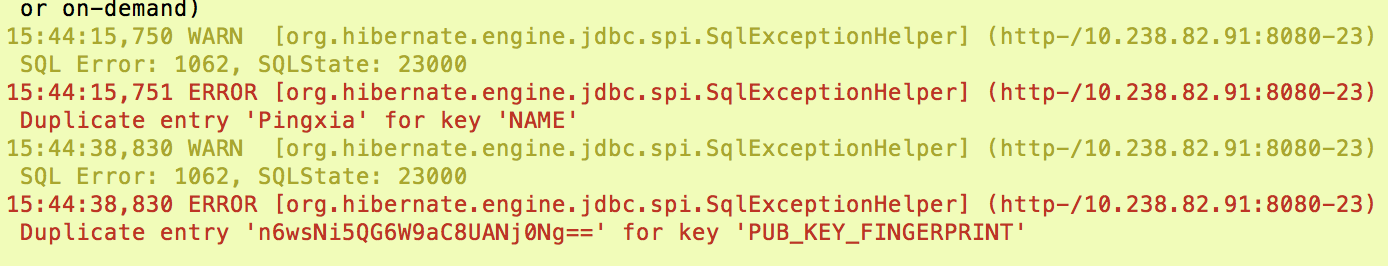 or on-demand)
15:44:15,750 WARN  [org.hibernate.engine.jdbc.spi.SqlExceptionHelper] (http-/10.238.82.91:8080-23)
SQL Error: 1062, SQLState: 23000
15:44:15,751 ERROR [org.hibernate.engine.jdbc.spi.SqlExceptionHelper] (http-/10.238.82.91:8080-23)
Duplicate entry 'Pingxia' for key 'NAME'
15:44:38,830 WARN  [org.hibernate.engine.jdbc.spi.SqlExceptionHelper] (http-/10.238.82.91:8080-23)
SQL Error: 1062, SQLState: 23000
15:44:38,830 ERROR [org.hibernate.engine.jdbc.spi.SqlExceptionHelper] (http-/10.238.82.91:8080-23)
Duplicate entry 'n6wsNi5QG6W9aC8UANj0Ng==' for key 'PUB_KEY_FINGERPRINT'